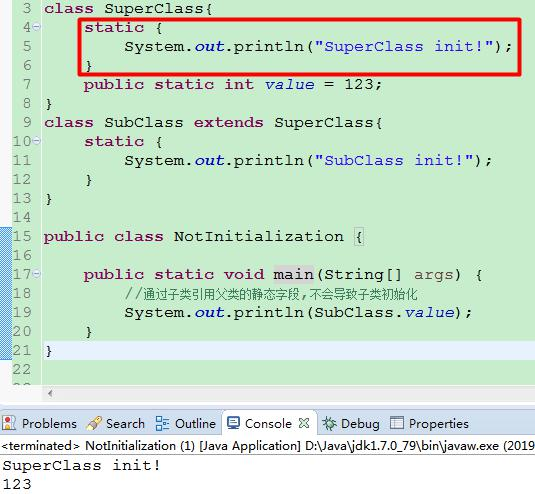 3 class SuperClass{
4 static {
5 System.out.println("SuperClass init!");
6 }
7 public static int value = 123;
8 }
9 class SubClass extends SuperClass{
10 static {
11 System.out.println("SubClass init!");
12 }
13 }
14
15 public class NotInitialization {
16
17 public static void main(String[] args) {
18 //通过子类引用父类的静态字段,不会导致子类初始化
19 System.out.println(SubClass.value);
20 }
21 }
22
Problems Search Outline Console Debug Properties
<terminated> NotInitialization (1) [Java Application] D:\Java\jdk1.7.0_79\bin\javaw.exe (2019
SuperClass init!
123